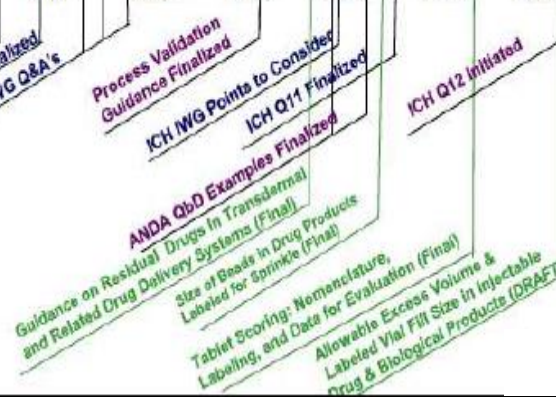 alized
WG Q&A's
Process Validation
Guidance Finalized
ICH IWG Points to Consider
ICH Q11 Finalized
ICH Q12 initiated
ANDA QbD Examples Finalized
Guidance on Residual Drugs in Transdermal
and Related Drug Delivery Systems (Final)
Size of Beads in Drug Products
Labeled for Sprinkle (Final)
Tablet Scoring: Nomenclature,
Labeling, and Data for Evaluation (Final)
Allowable Excess Volume &
Labeled Vial Fill Size in Injectable
Drug & Biological Products (DRAFT